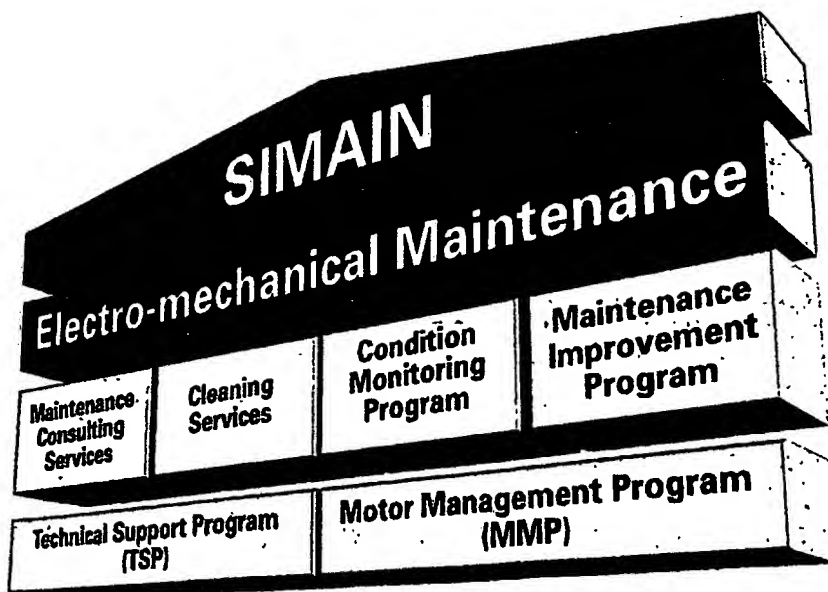 SIMAIN
Electro-mechanical Maintenance
Maintenance
Consulting
Services
Cleaning
Services
Condition
Monitoring
Program
Maintenance
Improvement
Program
Technical Support Program
(TSP)
Motor Management Program
(MMP)